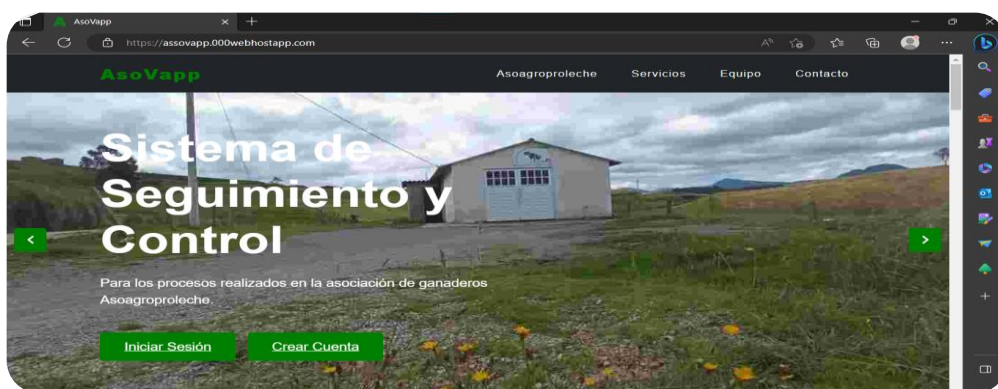 AsoVapp
https://assovapp.000webhostapp.com
AsoVapp
Asoagroproleche Servicios Equipo Contacto
Sistema de
Seguimiento y
Control
Para los procesos realizados en la asociación de ganaderos
Asoagroproleche.
< >
Iniciar Sesión Crear Cuenta